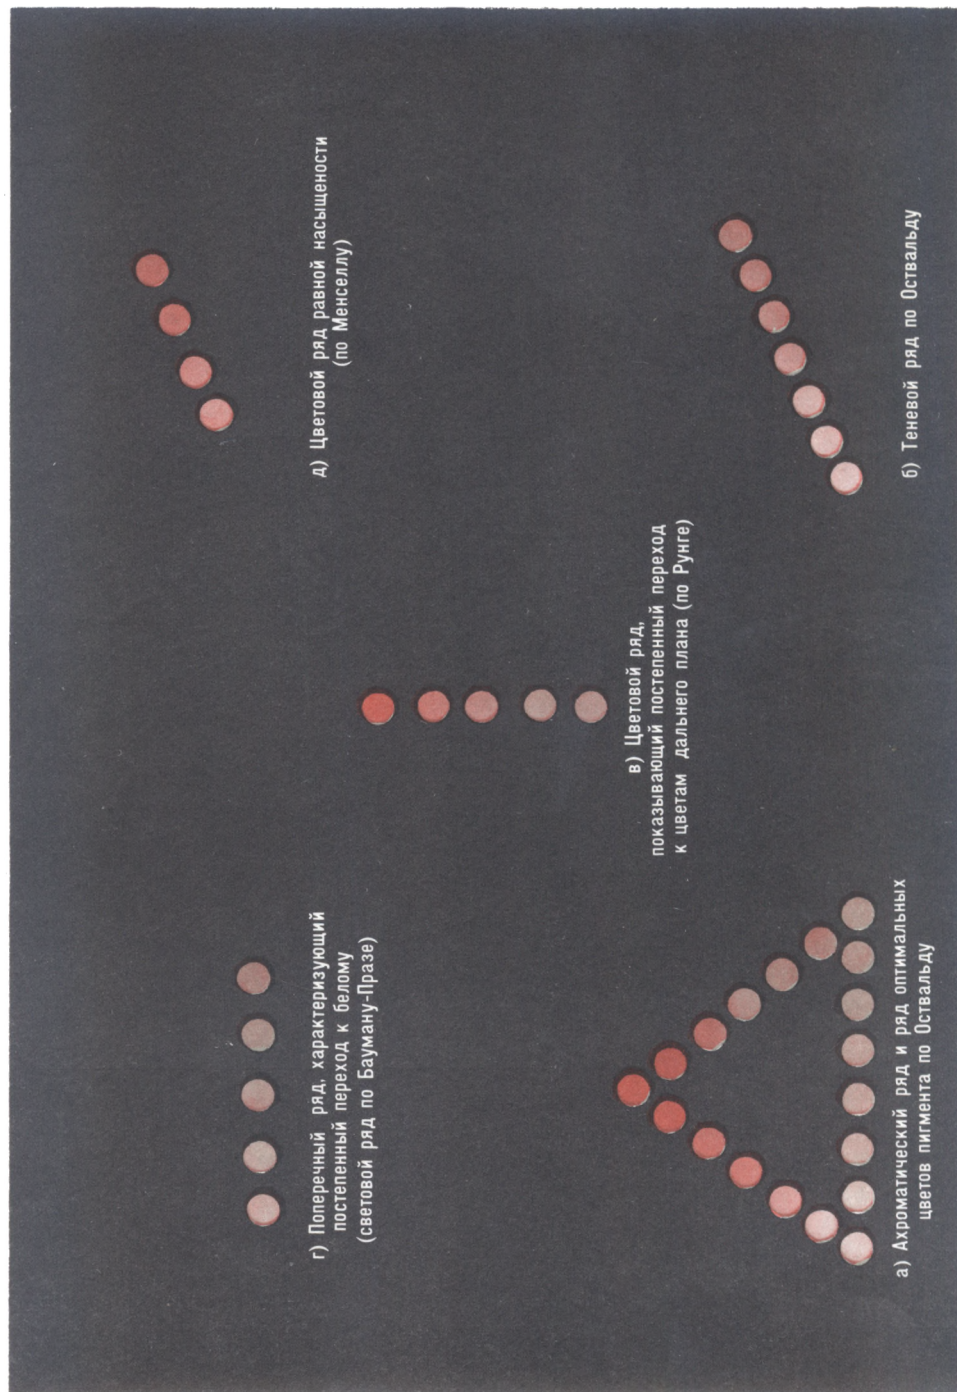 г) Поперечный ряд, характеризующий
постепенный переход к белому
(световой ряд по Бауману-Празе)
д) Цветовой ряд равной насыщености
(по Менселлу)
в) Цветовой ряд,
показывающий постепенный переход
к цветам дальнего плана (по Рунге)
а) Ахроматический ряд и ряд оптимальных
цветов пигмента по Оствальду
б) Теневой ряд по Оствальду